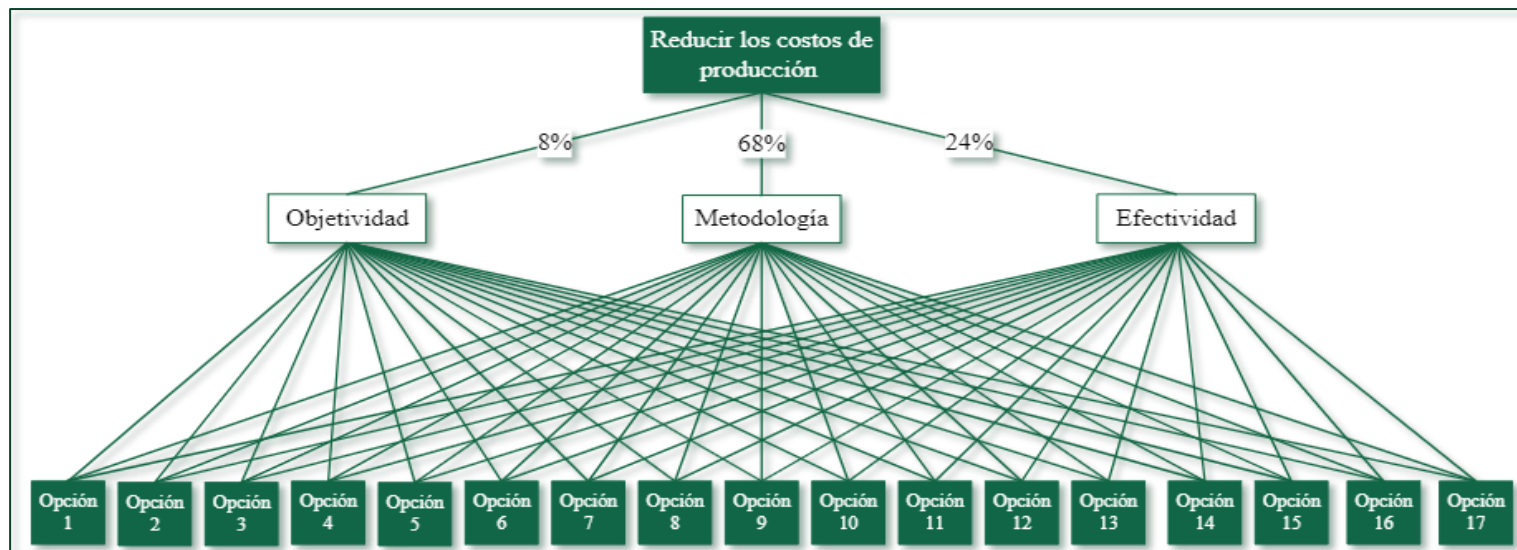 Reducir los costos de
producción
8%
68%
24%
Objetividad
Metodología
Efectividad
Opción
1
Opción
2
Opción
3
Opción
4
Opción
5
Opción
6
Opción
7
Opción
8
Opción
9
Opción
10
Opción
11
Opción
12
Opción
13
Opción
14
Opción
15
Opción
16
Opción
17